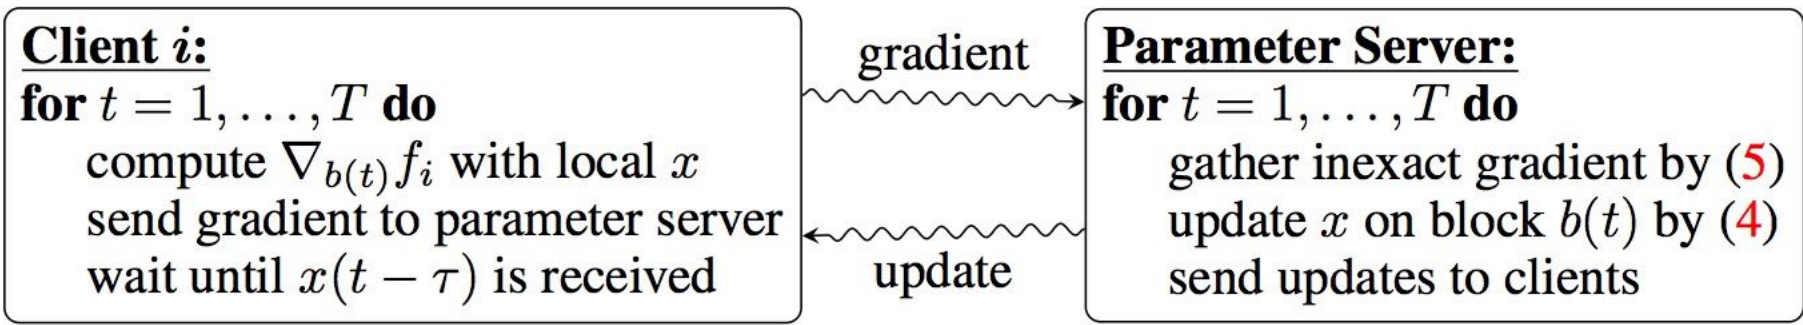 Client i:
for t = 1, . . . , T do
compute ∇_{b(t)} f_i with local x
send gradient to parameter server
wait until x(t − τ) is received
gradient
update
Parameter Server:
for t = 1, . . . , T do
gather inexact gradient by (5)
update x on block b(t) by (4)
send updates to clients